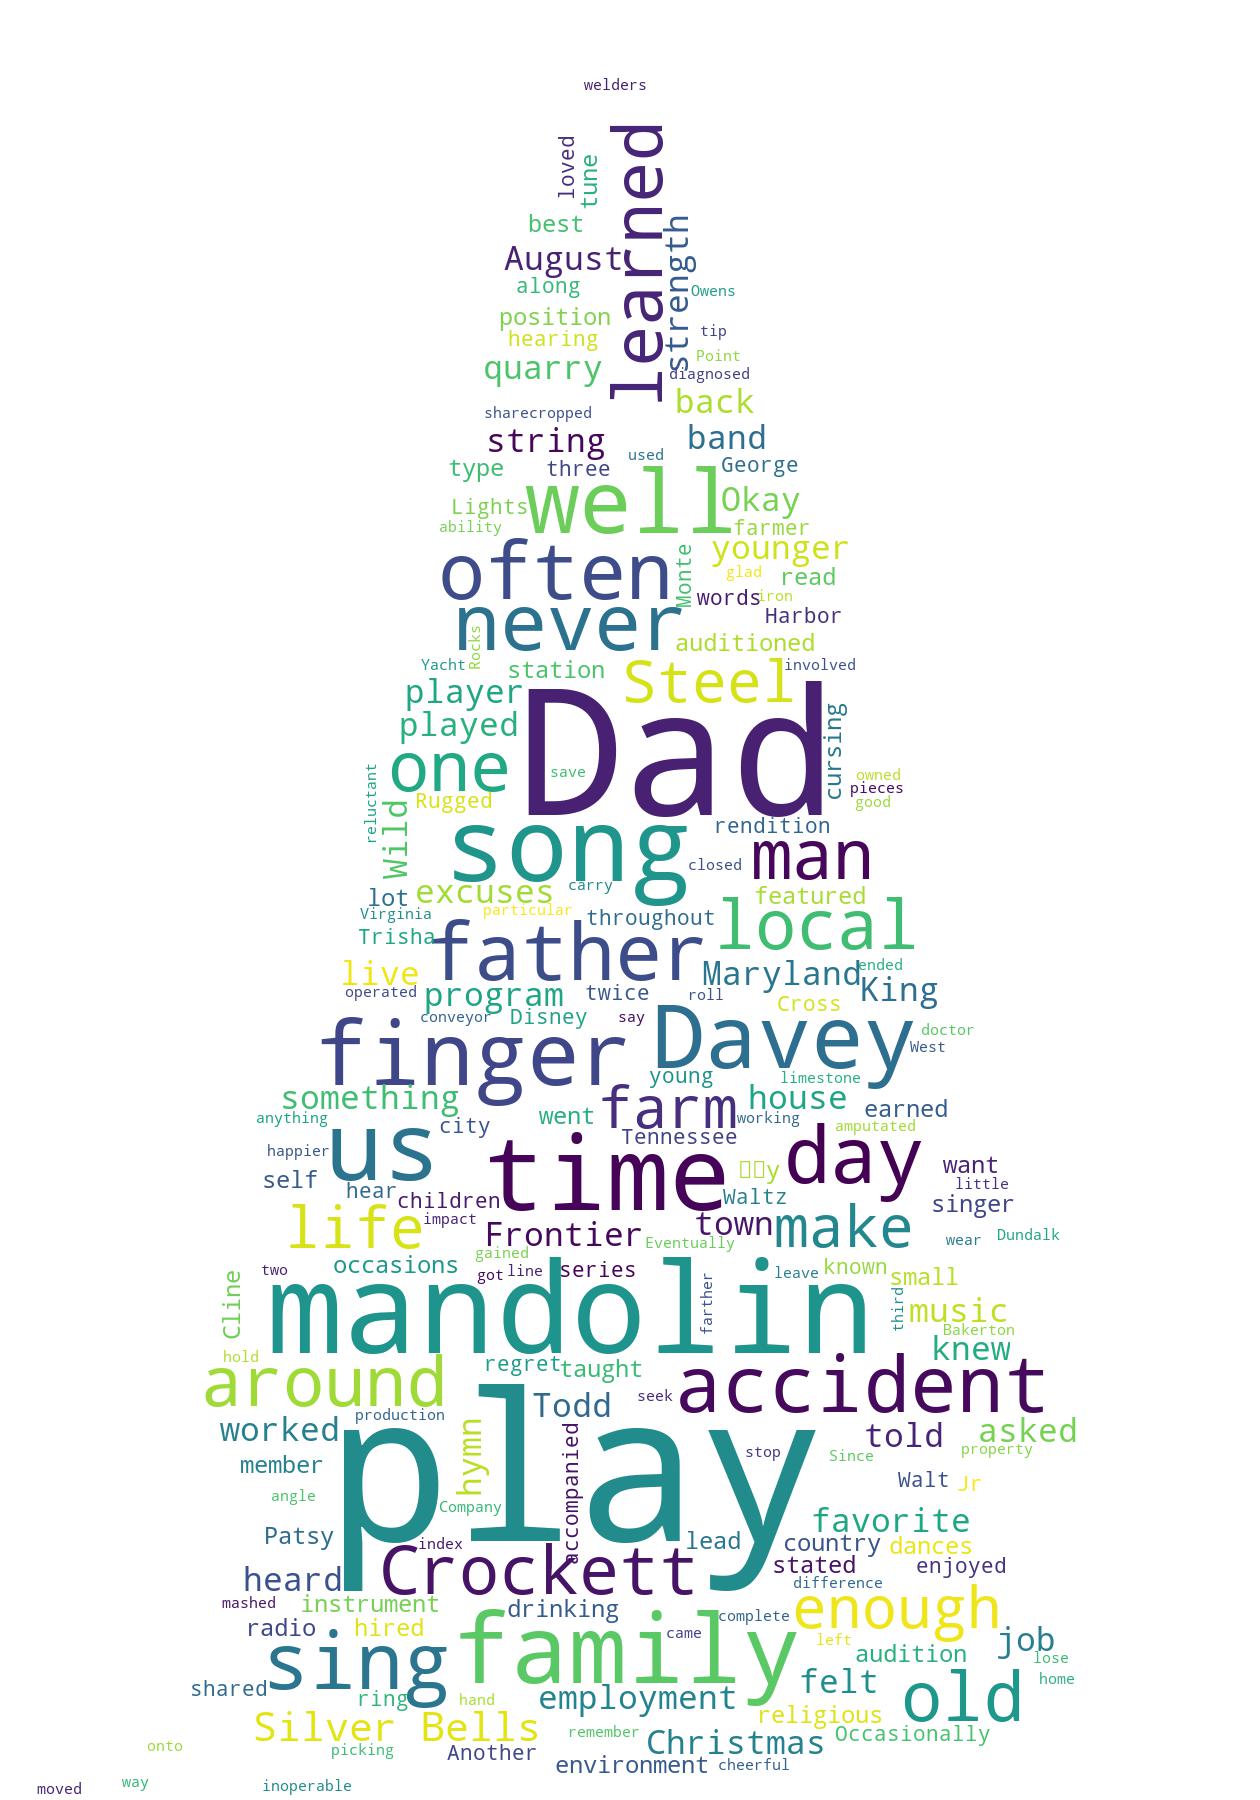 welders
learned
loved
tune
best
strength
August
along
Owens
position
tip
hearing
Point
quarry
diagnosed
back
sharecropped
string
band
used
type
three
George
well
Okay
Lights
ability
farmer
often
younger
Monte
glad
read
words
iron
never
Harbor
Rocks
auditioned
Yacht
station
Steel
involved
player
Dad
played
cursing
one
save
owned
pieces
reluctant
Rugged
good
Wild
song
rendition
man
closed
lot
excuses
carry
featured
Virginia
particular
throughout
local
Trisha
father
live
Maryland
ended
operated
program
twice
roll
King
Cross
conveyor
Disney
say
finger
Davey
doctor
West
young
limestone
something
farm
house
earned
anything
city
went
working
amputated
us
Tennessee
happier
time
day
want
self
hear
children
Waltz
little
singer
life
impact
Frontier
town
make
Eventually
wear
Dundalk
gained
two
occasions
got
line
series
leave
known
small
Cline
mandolin
farther
third
music
Bakerton
hold
regret
taught
knew
around
seek
accident
Todd
worked
production
told
asked
play
hymn
accompanied
stop
Since
property
member
Walt
Jr
angle
Company
Patsy
favorite
index
lead
country
dances
heard
Crockett
stated
enjoyed
difference
mashed
instrument
drinking
complete
enough
radio
hired
family
came
left
job
sing
audition
lose
shared
ring
hand
employment
felt
old
home
Silver Bells
remember
religious
Occasionally
onto
picking
Another
Christmas
environment
cheerful
moved
way
inoperable